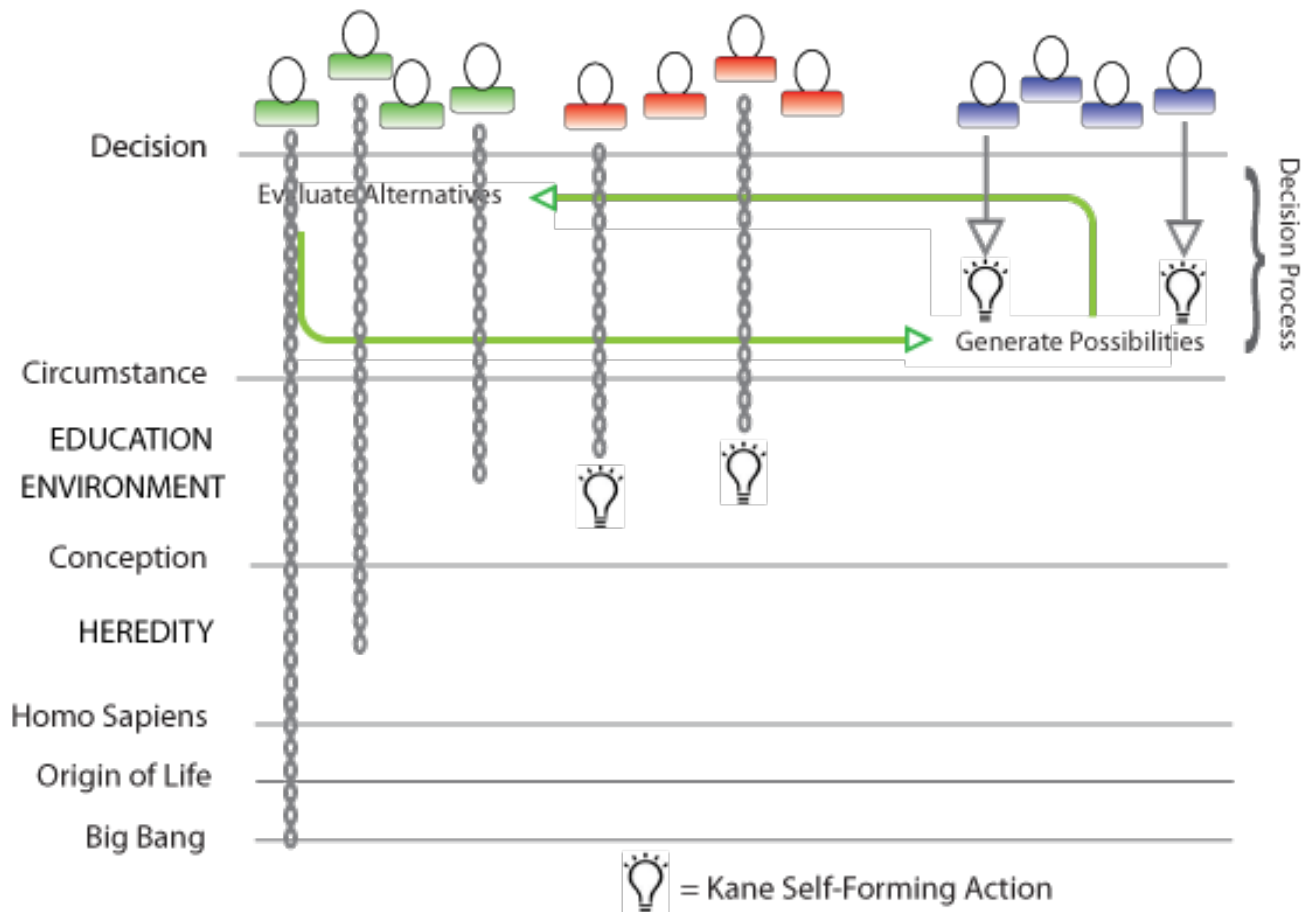 Decision
Evaluate Alternatives
Decision Process
Generate Possibilities
Circumstance
EDUCATION
ENVIRONMENT
Conception
HEREDITY
Homo Sapiens
Origin of Life
Big Bang
= Kane Self-Forming Action